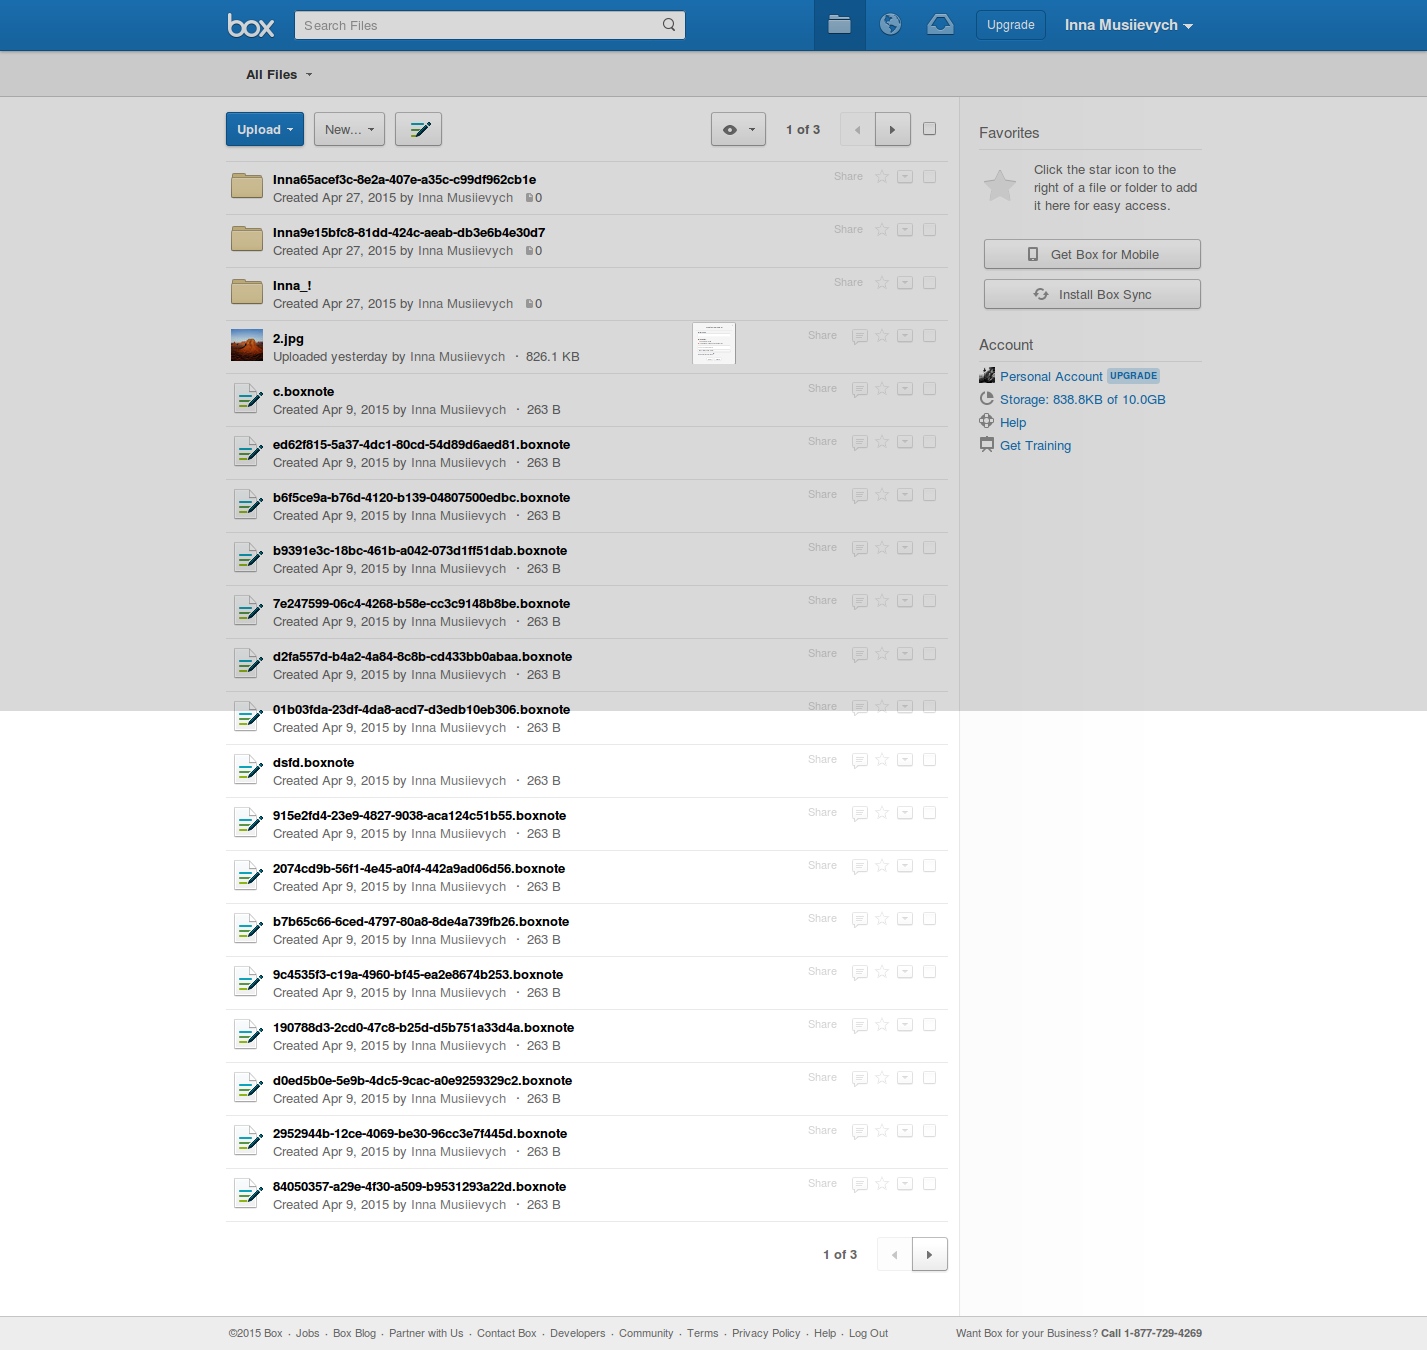 box
Search Files
Upgrade
Inna Musiievych
All Files
Upload
New...
1 of 3
Inna65acef3c-8e2a-407e-a35c-c99df962cb1e
Share
Created Apr 27, 2015 by Inna Musiievych 0
Inna9e15bfc8-81dd-424c-aeab-db3e6b4e30d7
Share
Created Apr 27, 2015 by Inna Musiievych 0
Inna_!
Share
Created Apr 27, 2015 by Inna Musiievych 0
2.jpg
Share
Uploaded yesterday by Inna Musiievych · 826.1 KB
c.boxnote
Share
Created Apr 9, 2015 by Inna Musiievych · 263 B
ed62f815-5a37-4dc1-80cd-54d89d6aed81.boxnote
Share
Created Apr 9, 2015 by Inna Musiievych · 263 B
b6f5ce9a-b76d-4120-b139-04807500edbc.boxnote
Share
Created Apr 9, 2015 by Inna Musiievych · 263 B
b9391e3c-18bc-461b-a042-073d1ff51dab.boxnote
Share
Created Apr 9, 2015 by Inna Musiievych · 263 B
7e247599-06c4-4268-b58e-cc3c9148b8be.boxnote
Share
Created Apr 9, 2015 by Inna Musiievych · 263 B
d2fa557d-b4a2-4a84-8c8b-cd433bb0abaa.boxnote
Share
Created Apr 9, 2015 by Inna Musiievych · 263 B
01b03fda-23df-4da8-acd7-d3edb10eb306.boxnote
Share
Created Apr 9, 2015 by Inna Musiievych · 263 B
dsfd.boxnote
Share
Created Apr 9, 2015 by Inna Musiievych · 263 B
915e2fd4-23e9-4827-9038-aca124c51b55.boxnote
Share
Created Apr 9, 2015 by Inna Musiievych · 263 B
2074cd9b-56f1-4e45-a0f4-442a9ad06d56.boxnote
Share
Created Apr 9, 2015 by Inna Musiievych · 263 B
b7b65c66-6ced-4797-80a8-8de4a739fb26.boxnote
Share
Created Apr 9, 2015 by Inna Musiievych · 263 B
9c4535f3-c19a-4960-bf45-ea2e8674b253.boxnote
Share
Created Apr 9, 2015 by Inna Musiievych · 263 B
190788d3-2cd0-47c8-b25d-d5b751a33d4a.boxnote
Share
Created Apr 9, 2015 by Inna Musiievych · 263 B
d0ed5b0e-5e9b-4dc5-9cac-a0e9259329c2.boxnote
Share
Created Apr 9, 2015 by Inna Musiievych · 263 B
2952944b-12ce-4069-be30-96cc3e7f445d.boxnote
Share
Created Apr 9, 2015 by Inna Musiievych · 263 B
84050357-a29e-4f30-a509-b9531293a22d.boxnote
Share
Created Apr 9, 2015 by Inna Musiievych · 263 B
1 of 3
Favorites
Click the star icon to the
right of a file or folder to add
it here for easy access.
Get Box for Mobile
Install Box Sync
Account
Personal Account UPGRADE
Storage: 838.8KB of 10.0GB
Help
Get Training
©2015 Box · Jobs · Box Blog · Partner with Us · Contact Box · Developers · Community · Terms · Privacy Policy · Help · Log Out
Want Box for your Business? Call 1-877-729-4269